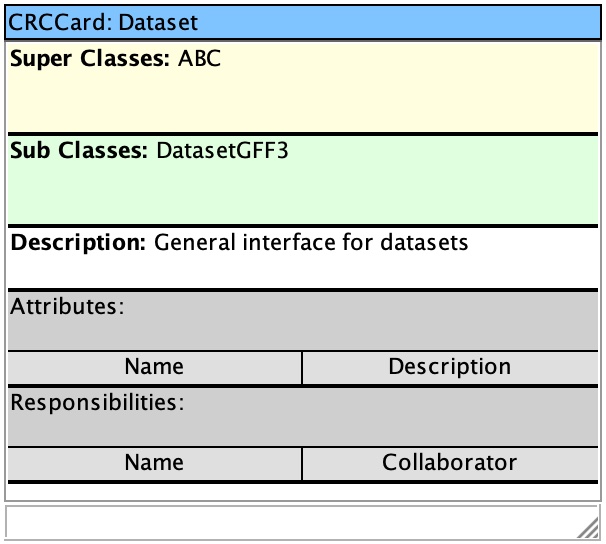 CRCCard: Dataset
Super Classes: ABC
Sub Classes: DatasetGFF3
Description: General interface for datasets
Attributes:
Name Description
Responsibilities:
Name Collaborator